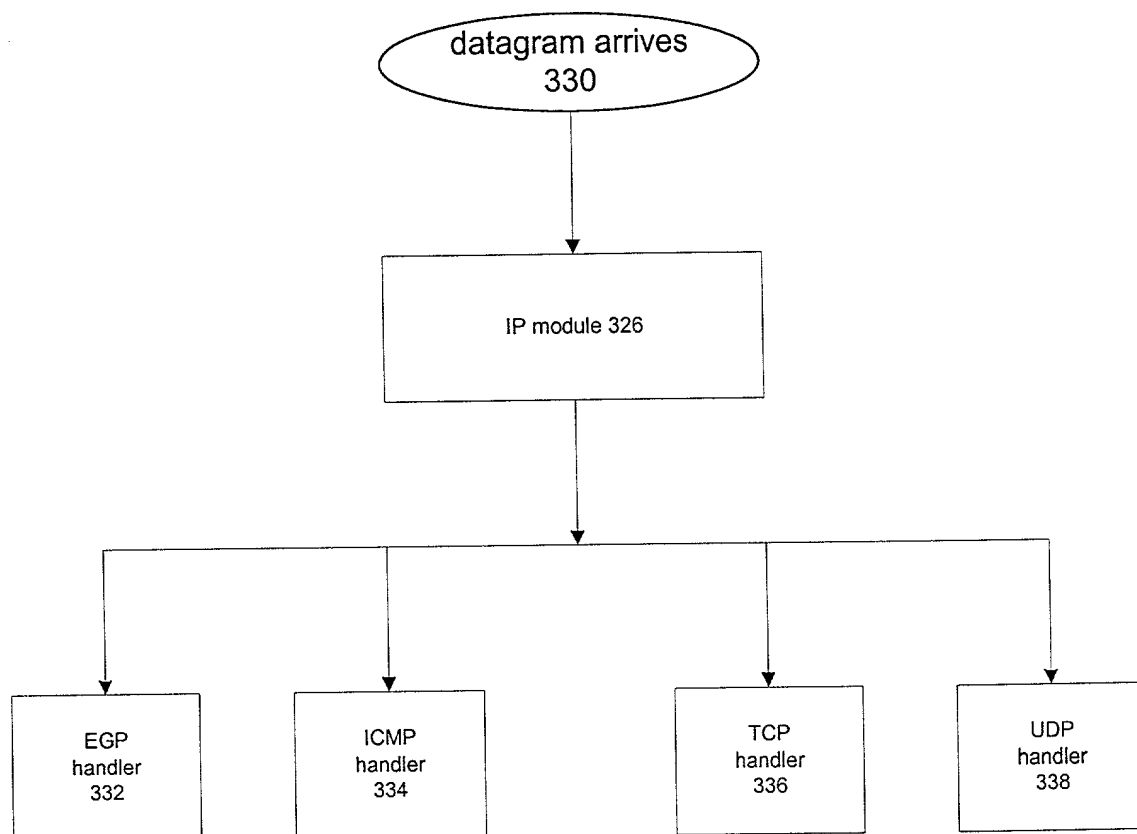 datagram arrives
330
IP module 326
EGP
handler
332
ICMP
handler
334
TCP
handler
336
UDP
handler
338